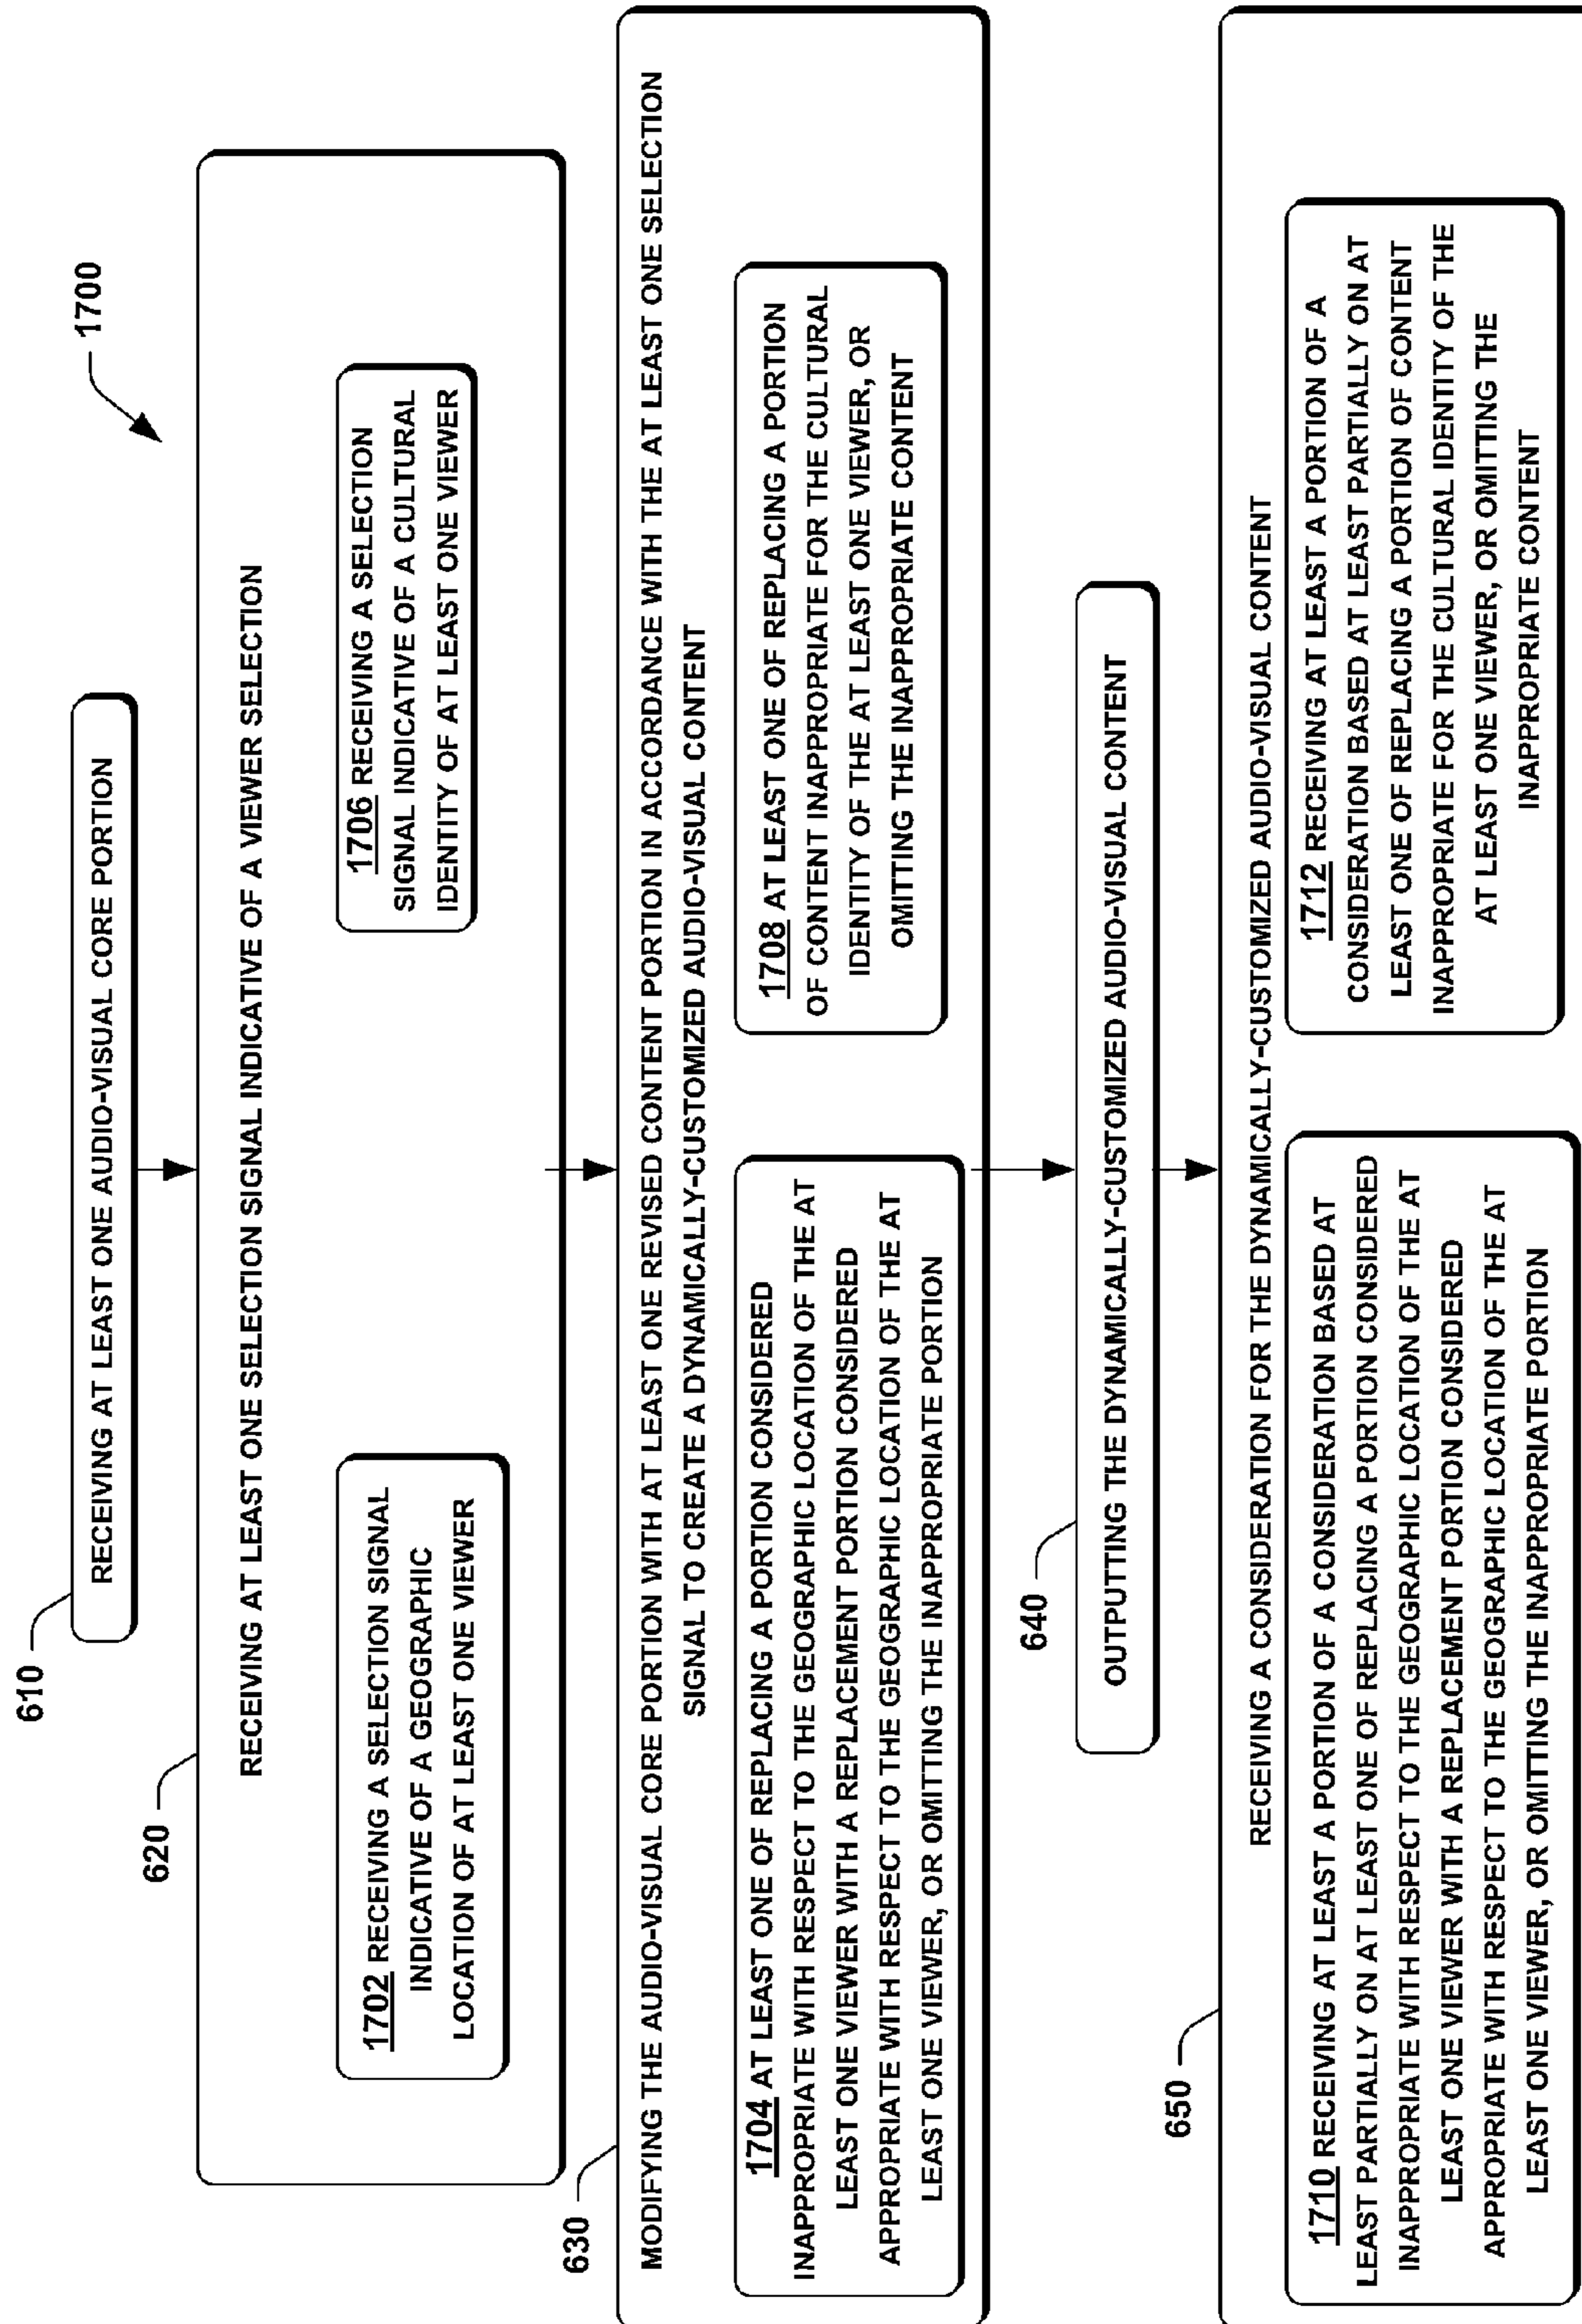 1700
610
RECEIVING AT LEAST ONE AUDIO-VISUAL CORE PORTION
620
RECEIVING AT LEAST ONE SELECTION SIGNAL INDICATIVE OF A VIEWER SELECTION
1702 RECEIVING A SELECTION SIGNAL
INDICATIVE OF A GEOGRAPHIC
LOCATION OF AT LEAST ONE VIEWER
1706 RECEIVING A SELECTION
SIGNAL INDICATIVE OF A CULTURAL
IDENTITY OF AT LEAST ONE VIEWER
630
MODIFYING THE AUDIO-VISUAL CORE PORTION WITH AT LEAST ONE REVISED CONTENT PORTION IN ACCORDANCE WITH THE AT LEAST ONE SELECTION
SIGNAL TO CREATE A DYNAMICALLY-CUSTOMIZED AUDIO-VISUAL CONTENT
1704 AT LEAST ONE OF REPLACING A PORTION CONSIDERED
INAPPROPRIATE WITH RESPECT TO THE GEOGRAPHIC LOCATION OF THE AT
LEAST ONE VIEWER WITH A REPLACEMENT PORTION CONSIDERED
APPROPRIATE WITH RESPECT TO THE GEOGRAPHIC LOCATION OF THE AT
LEAST ONE VIEWER, OR OMITTING THE INAPPROPRIATE PORTION
1708 AT LEAST ONE OF REPLACING A PORTION
OF CONTENT INAPPROPRIATE FOR THE CULTURAL
IDENTITY OF THE AT LEAST ONE VIEWER, OR
OMITTING THE INAPPROPRIATE CONTENT
640
OUTPUTTING THE DYNAMICALLY-CUSTOMIZED AUDIO-VISUAL CONTENT
650
RECEIVING A CONSIDERATION FOR THE DYNAMICALLY-CUSTOMIZED AUDIO-VISUAL CONTENT
1710 RECEIVING AT LEAST A PORTION OF A CONSIDERATION BASED AT
LEAST PARTIALLY ON AT LEAST ONE OF REPLACING A PORTION CONSIDERED
INAPPROPRIATE WITH RESPECT TO THE GEOGRAPHIC LOCATION OF THE AT
LEAST ONE VIEWER WITH A REPLACEMENT PORTION CONSIDERED
APPROPRIATE WITH RESPECT TO THE GEOGRAPHIC LOCATION OF THE AT
LEAST ONE VIEWER, OR OMITTING THE INAPPROPRIATE PORTION
1712 RECEIVING AT LEAST A PORTION OF A
CONSIDERATION BASED AT LEAST PARTIALLY ON AT
LEAST ONE OF REPLACING A PORTION OF CONTENT
INAPPROPRIATE FOR THE CULTURAL IDENTITY OF THE
AT LEAST ONE VIEWER, OR OMITTING THE
INAPPROPRIATE CONTENT